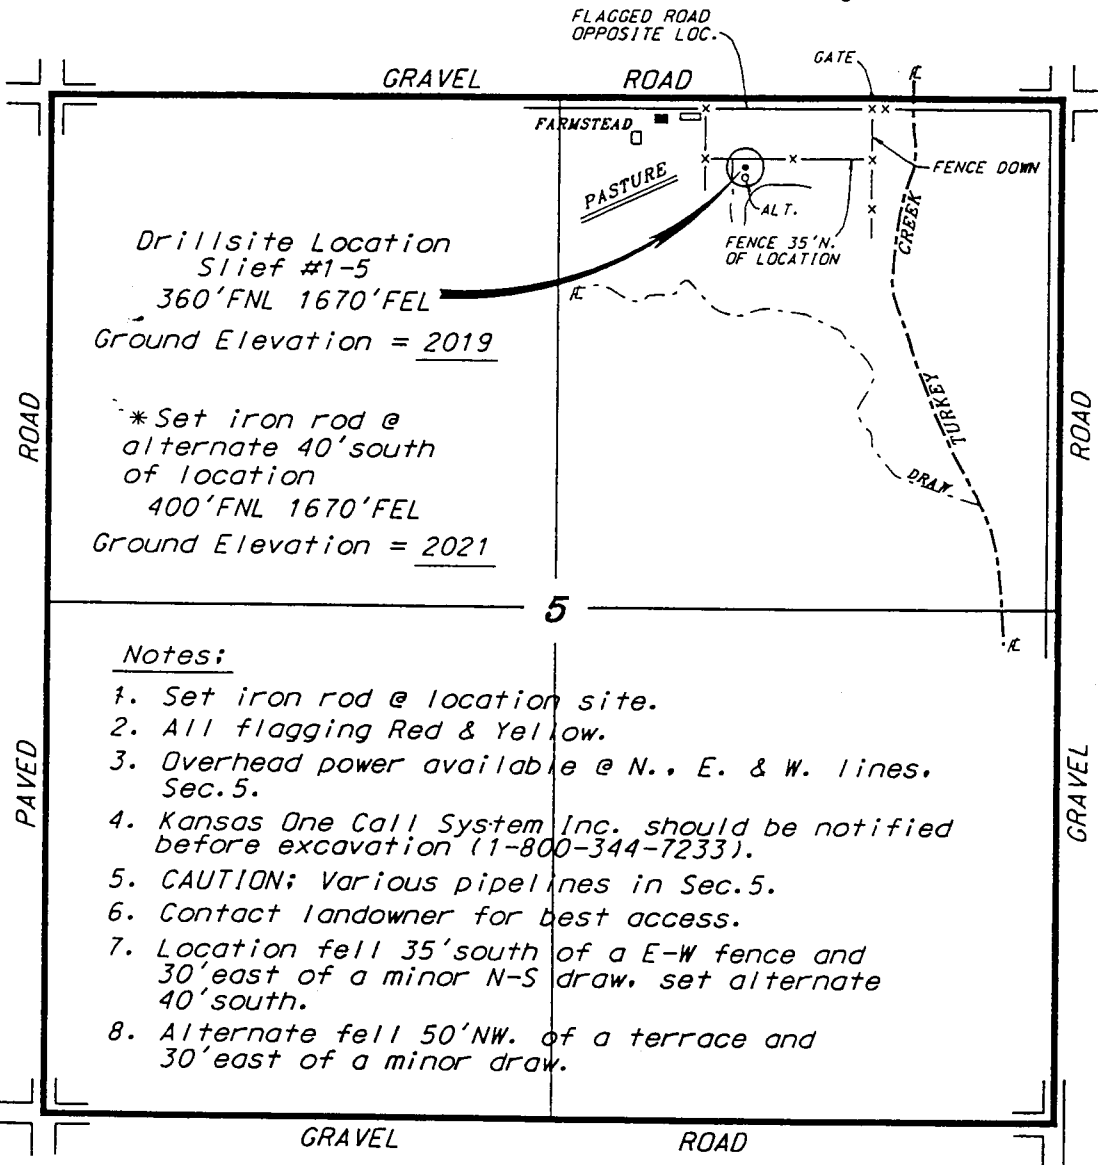 FLAGGED ROAD
OPPOSITE LOC.
GATE
℄
GRAVEL ROAD
FARMSTEAD
PASTURE
FENCE DOWN
ALT.
FENCE 35'N.
OF LOCATION
CREEK
TURKEY
DRAW
℄
℄
Drillsite Location
Slief #1-5
360'FNL 1670'FEL
Ground Elevation = 2019
*Set iron rod @
alternate 40'south
of location
400'FNL 1670'FEL
Ground Elevation = 2021
ROAD
PAVED
ROAD
GRAVEL
5
Notes:
1. Set iron rod @ location site.
2. All flagging Red & Yellow.
3. Overhead power available @ N., E. & W. lines,
Sec.5.
4. Kansas One Call System Inc. should be notified
before excavation (1-800-344-7233).
5. CAUTION: Various pipelines in Sec.5.
6. Contact landowner for best access.
7. Location fell 35'south of a E-W fence and
30'east of a minor N-S draw, set alternate
40'south.
8. Alternate fell 50'NW. of a terrace and
30'east of a minor draw.
GRAVEL ROAD